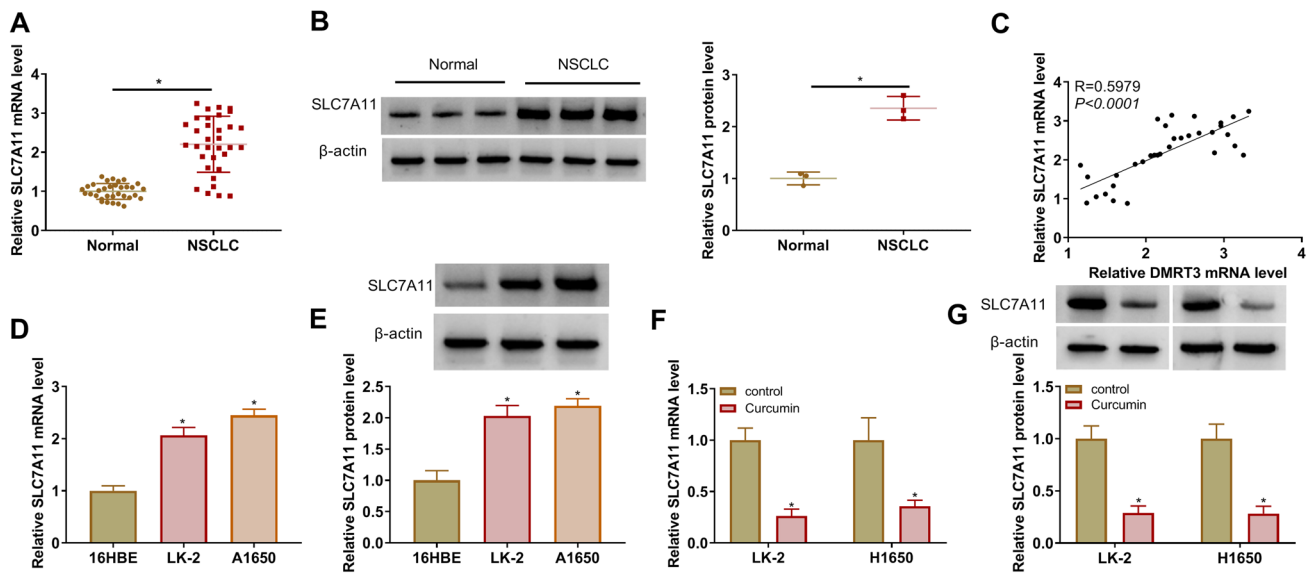 A
Relative SLC7A11 mRNA level
4
3
2
1
0
*
Normal
NSCLC
B
Normal
NSCLC
SLC7A11
β-actin
Relative SLC7A11 protein level
3
2
1
0
*
Normal
NSCLC
C
Relative SLC7A11 mRNA level
4
3
2
1
0
R=0.5979
P<0.0001
1
2
3
4
Relative DMRT3 mRNA level
D
Relative SLC7A11 mRNA level
3
2
1
0
*
*
16HBE
LK-2
A1650
E
SLC7A11
β-actin
Relative SLC7A11 protein level
2.5
2.0
1.5
1.0
0.5
0.0
*
*
16HBE
LK-2
A1650
F
Relative SLC7A11 mRNA level
1.5
1.0
0.5
0.0
control
Curcumin
*
*
LK-2
H1650
G
SLC7A11
β-actin
Relative SLC7A11 protein level
1.5
1.0
0.5
0.0
control
Curcumin
*
*
LK-2
H1650